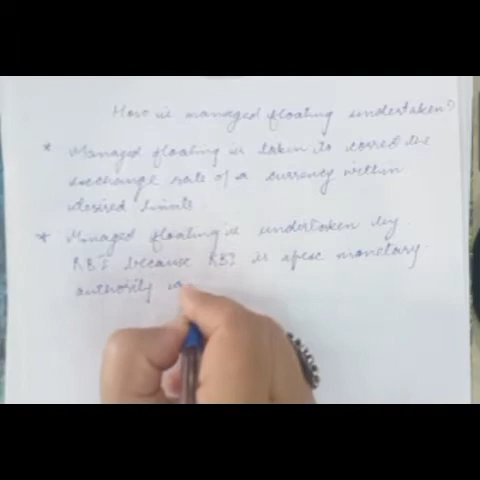 How is managed floating undertaken?
* Managed floating is taken to correct the
exchange rate of a currency within
desired limits
* Managed floating is undertaken by
RBI because RBI is apex monetary
authority